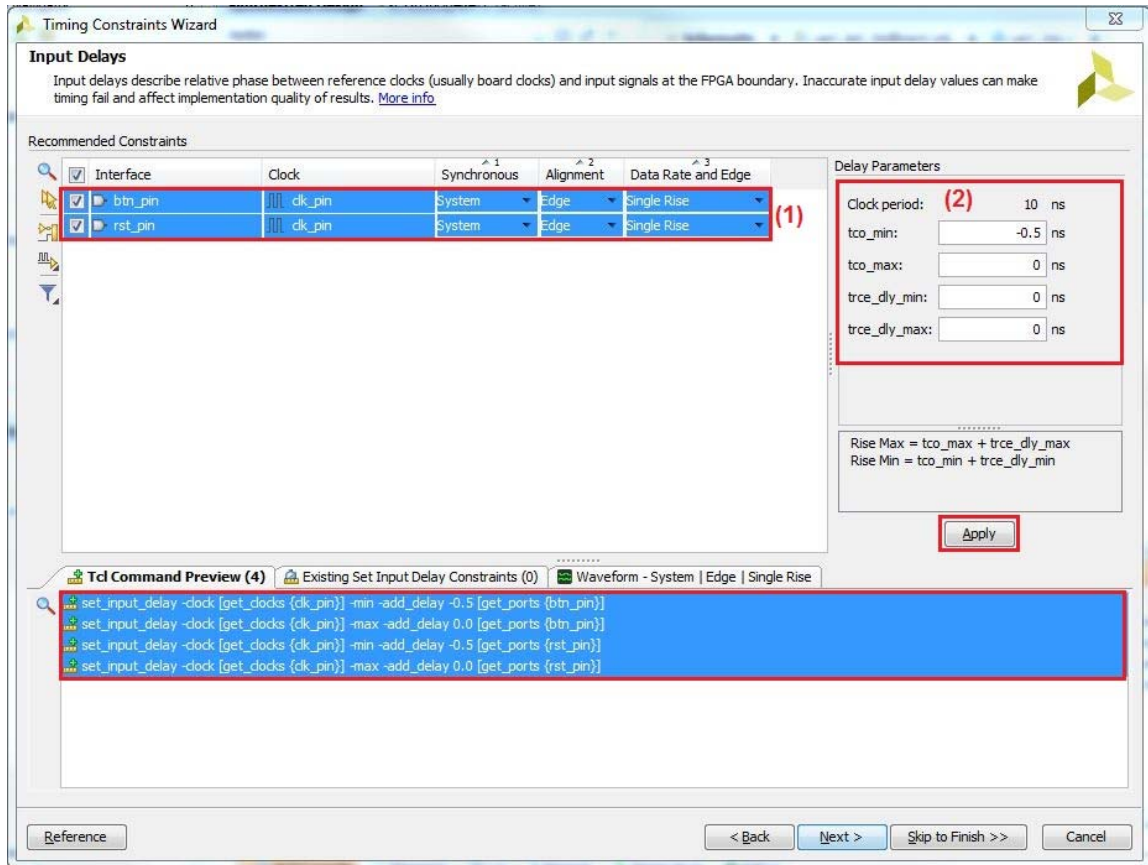 Timing Constraints Wizard
Input Delays
Input delays describe relative phase between reference clocks (usually board clocks) and input signals at the FPGA boundary. Inaccurate input delay values can make
timing fail and affect implementation quality of results. More info
Recommended Constraints
Interface Clock Synchronous 1 Alignment 2 Data Rate and Edge 3
btn_pin clk_pin System Edge Single Rise
rst_pin clk_pin System Edge Single Rise
(1)
Delay Parameters
Clock period: (2) 10 ns
tco_min: -0.5 ns
tco_max: 0 ns
trce_dly_min: 0 ns
trce_dly_max: 0 ns
Rise Max = tco_max + trce_dly_max
Rise Min = tco_min + trce_dly_min
Apply
Tcl Command Preview (4) Existing Set Input Delay Constraints (0) Waveform - System | Edge | Single Rise
set_input_delay -clock [get_clocks {clk_pin}] -min -add_delay -0.5 [get_ports {btn_pin}]
set_input_delay -clock [get_clocks {clk_pin}] -max -add_delay 0.0 [get_ports {btn_pin}]
set_input_delay -clock [get_clocks {clk_pin}] -min -add_delay -0.5 [get_ports {rst_pin}]
set_input_delay -clock [get_clocks {clk_pin}] -max -add_delay 0.0 [get_ports {rst_pin}]
Reference < Back Next > Skip to Finish >> Cancel